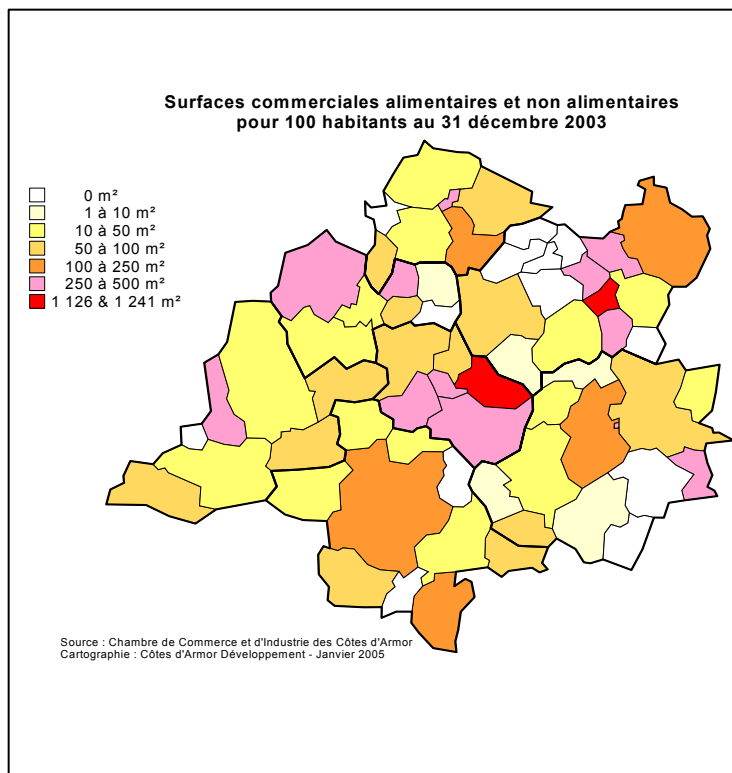 Surfaces commerciales alimentaires et non alimentaires
pour 100 habitants au 31 décembre 2003
0 m²
1 à 10 m²
10 à 50 m²
50 à 100 m²
100 à 250 m²
250 à 500 m²
1 126 & 1 241 m²
Source : Chambre de Commerce et d'Industrie des Côtes d'Armor
Cartographie : Côtes d'Armor Développement - Janvier 2005